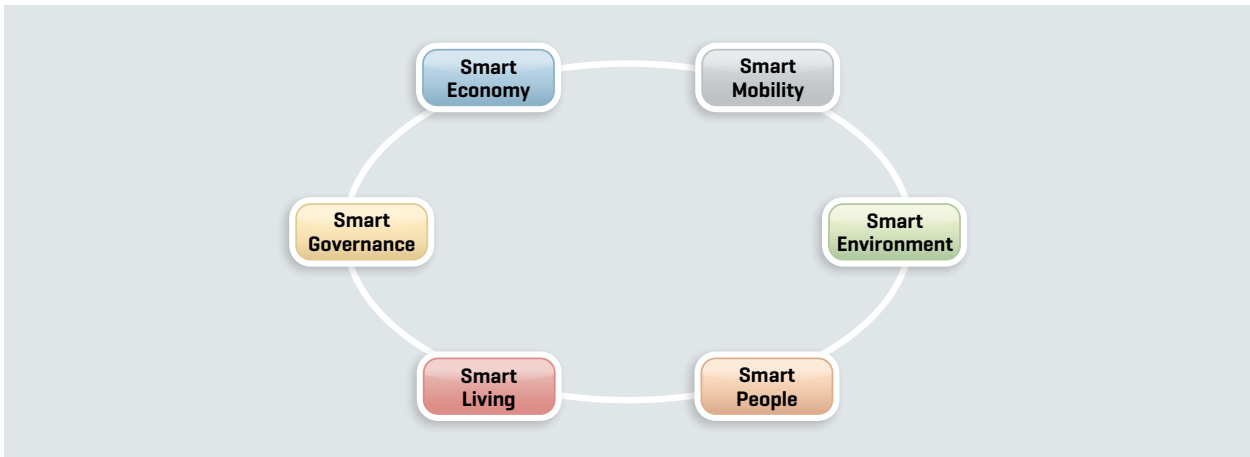 Smart
Economy
Smart
Mobility
Smart
Governance
Smart
Environment
Smart
Living
Smart
People